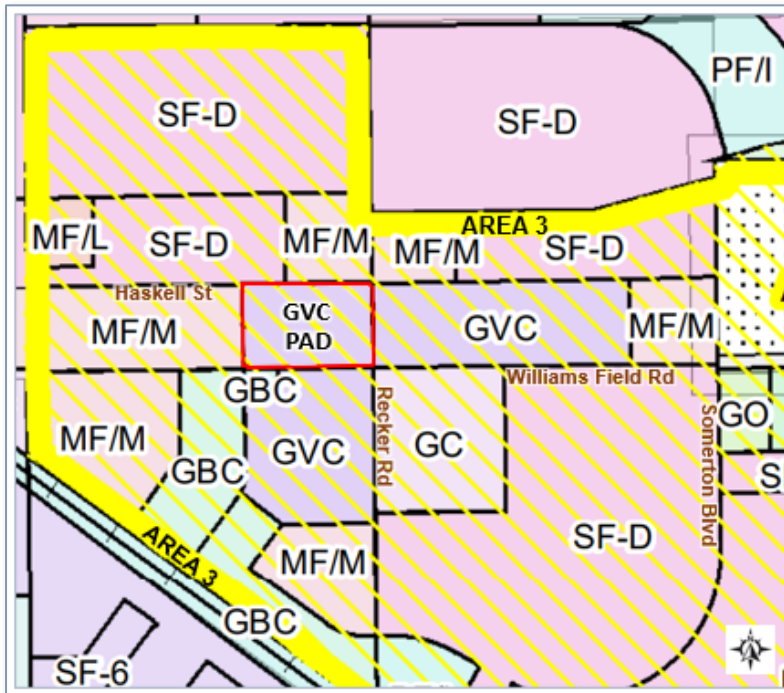 SF-D
SF-D
PF/I
MF/L
SF-D
MF/M
AREA 3
MF/M
SF-D
Haskell St
MF/M
GVC
PAD
GVC
MF/M
Williams Field Rd
GBC
MF/M
GBC
GVC
Recker Rd
GC
Somerton Blvd
GO
S
AREA 3
MF/M
SF-D
GBC
SF-6